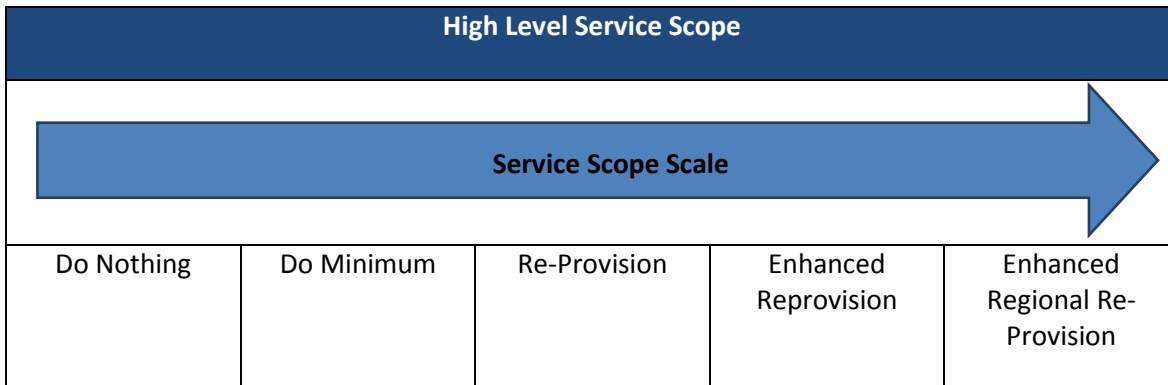 High Level Service Scope
Service Scope Scale
Do Nothing
Do Minimum
Re-Provision
Enhanced
Reprovision
Enhanced
Regional Re-
Provision